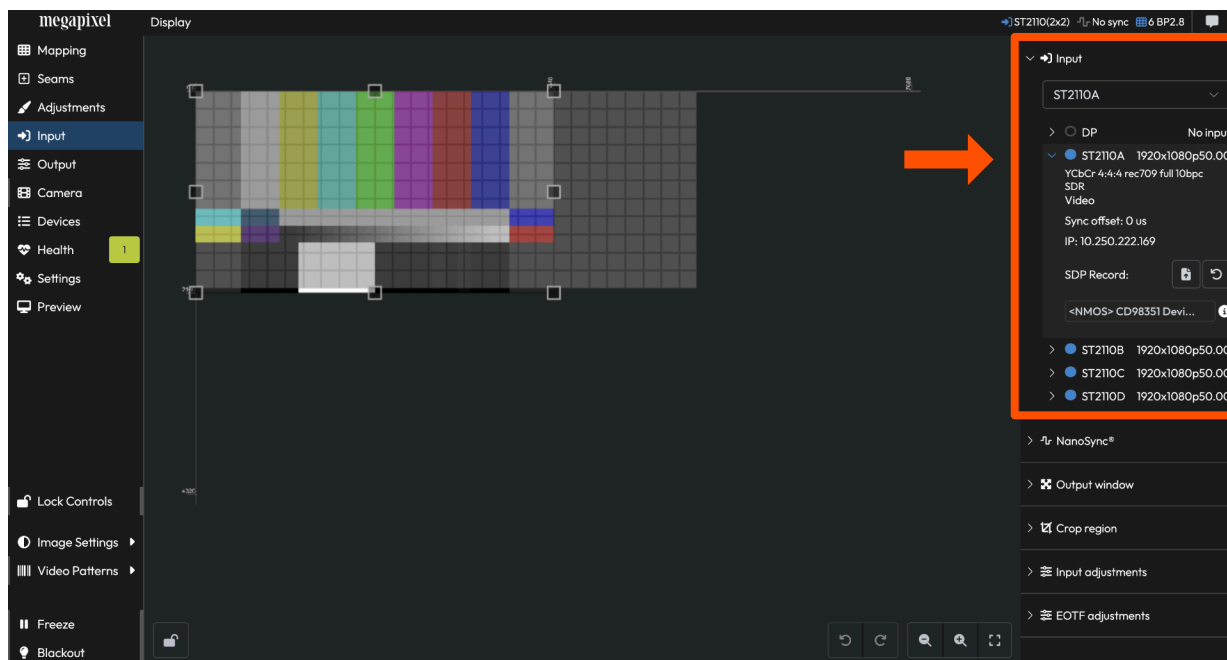 megapixel
Display
ST2110(2x2) No sync 6 BP2.8
Mapping
Seams
Adjustments
Input
Output
Camera
Devices
Health 1
Settings
Preview
Lock Controls
Image Settings
Video Patterns
Freeze
Blackout
Input
ST2110A
DP No input
ST2110A 1920x1080p50.00
YCbCr 4:4:4 rec709 full 10bpc
SDR
Video
Sync offset: 0 us
IP: 10.250.222.169
SDP Record:
<NMOS> CD98351 Devi...
ST2110B 1920x1080p50.00
ST2110C 1920x1080p50.00
ST2110D 1920x1080p50.00
NanoSync®
Output window
Crop region
Input adjustments
EOTF adjustments